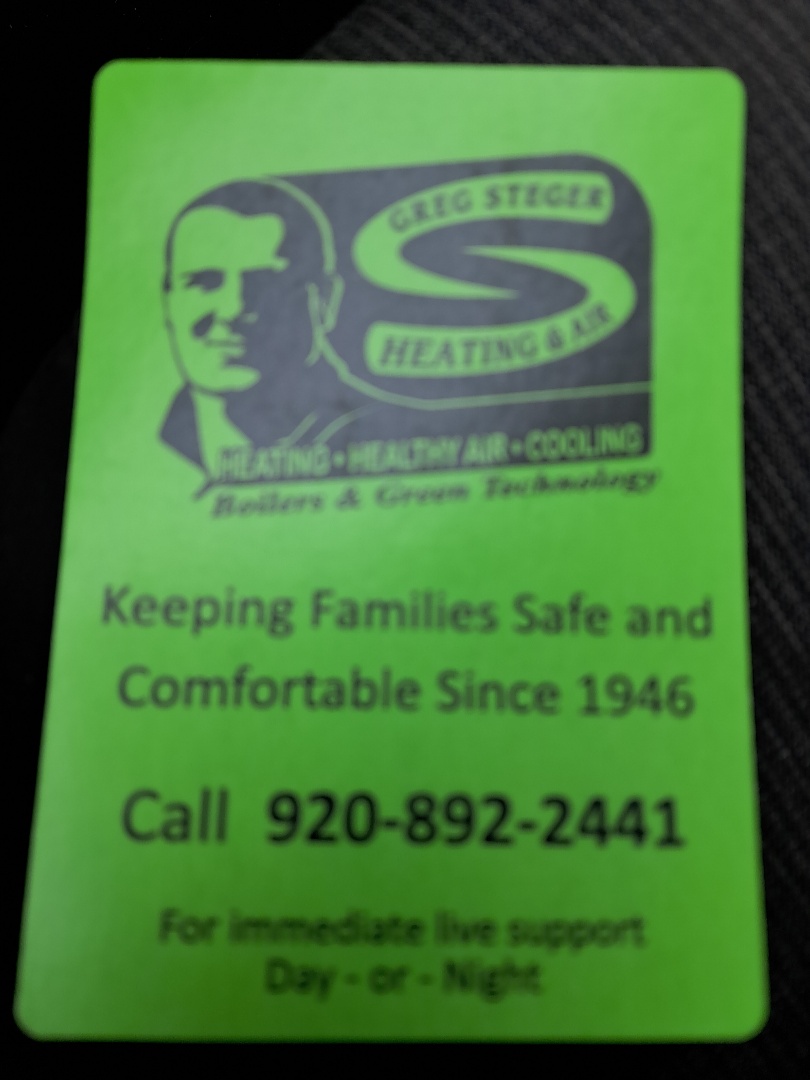 GREG STEGER
HEATING & AIR
HEATING • HEALTHY AIR • COOLING
Boilers & Green Technology
Keeping Families Safe and
Comfortable Since 1946
Call 920-892-2441
For immediate live support
Day - or - Night